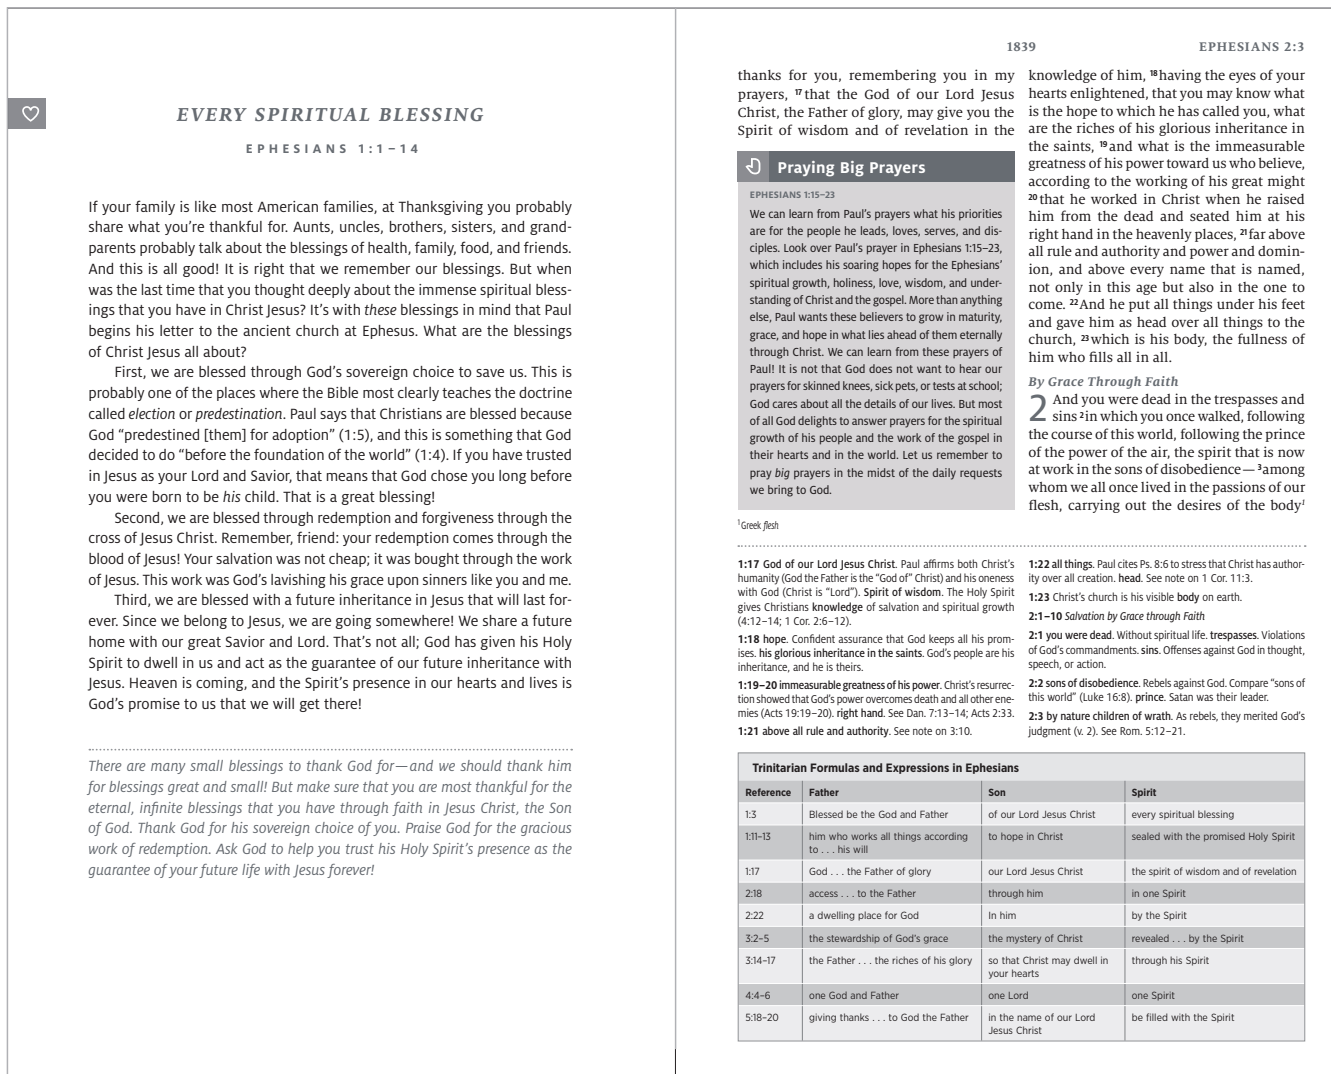 EVERY SPIRITUAL BLESSING
EPHESIANS 1:1–14
If your family is like most American families, at Thanksgiving you probably
share what you're thankful for. Aunts, uncles, brothers, sisters, and grand-
parents probably talk about the blessings of health, family, food, and friends.
And this is all good! It is right that we remember our blessings. But when
was the last time that you thought deeply about the immense spiritual bless-
ings that you have in Christ Jesus? It's with these blessings in mind that Paul
begins his letter to the ancient church at Ephesus. What are the blessings
of Christ Jesus all about?
First, we are blessed through God's sovereign choice to save us. This is
probably one of the places where the Bible most clearly teaches the doctrine
called election or predestination. Paul says that Christians are blessed because
God “predestined [them] for adoption” (1:5), and this is something that God
decided to do “before the foundation of the world” (1:4). If you have trusted
in Jesus as your Lord and Savior, that means that God chose you long before
you were born to be his child. That is a great blessing!
Second, we are blessed through redemption and forgiveness through the
cross of Jesus Christ. Remember, friend: your redemption comes through the
blood of Jesus! Your salvation was not cheap; it was bought through the work
of Jesus. This work was God's lavishing his grace upon sinners like you and me.
Third, we are blessed with a future inheritance in Jesus that will last for-
ever. Since we belong to Jesus, we are going somewhere! We share a future
home with our great Savior and Lord. That's not all; God has given his Holy
Spirit to dwell in us and act as the guarantee of our future inheritance with
Jesus. Heaven is coming, and the Spirit's presence in our hearts and lives is
God's promise to us that we will get there!
There are many small blessings to thank God for—and we should thank him
for blessings great and small! But make sure that you are most thankful for the
eternal, infinite blessings that you have through faith in Jesus Christ, the Son
of God. Thank God for his sovereign choice of you. Praise God for the gracious
work of redemption. Ask God to help you trust his Holy Spirit's presence as the
guarantee of your future life with Jesus forever!
1839 EPHESIANS 2:3
thanks for you, remembering you in my
prayers, 17 that the God of our Lord Jesus
Christ, the Father of glory, may give you the
Spirit of wisdom and of revelation in the
Praying Big Prayers
EPHESIANS 1:15–23
We can learn from Paul's prayers what his priorities
are for the people he leads, loves, serves, and dis-
ciples. Look over Paul's prayer in Ephesians 1:15–23,
which includes his soaring hopes for the Ephesians'
spiritual growth, holiness, love, wisdom, and under-
standing of Christ and the gospel. More than anything
else, Paul wants these believers to grow in maturity,
grace, and hope in what lies ahead of them eternally
through Christ. We can learn from these prayers of
Paul! It is not that God does not want to hear our
prayers for skinned knees, sick pets, or tests at school;
God cares about all the details of our lives. But most
of all God delights to answer prayers for the spiritual
growth of his people and the work of the gospel in
their hearts and in the world. Let us remember to
pray big prayers in the midst of the daily requests
we bring to God.
1 Greek flesh
knowledge of him, 18 having the eyes of your
hearts enlightened, that you may know what
is the hope to which he has called you, what
are the riches of his glorious inheritance in
the saints, 19 and what is the immeasurable
greatness of his power toward us who believe,
according to the working of his great might
20 that he worked in Christ when he raised
him from the dead and seated him at his
right hand in the heavenly places, 21 far above
all rule and authority and power and domin-
ion, and above every name that is named,
not only in this age but also in the one to
come. 22 And he put all things under his feet
and gave him as head over all things to the
church, 23 which is his body, the fullness of
him who fills all in all.
By Grace Through Faith
2 And you were dead in the trespasses and
sins 2 in which you once walked, following
the course of this world, following the prince
of the power of the air, the spirit that is now
at work in the sons of disobedience— 3 among
whom we all once lived in the passions of our
flesh, carrying out the desires of the body1
1:17 God of our Lord Jesus Christ. Paul affirms both Christ's
humanity (God the Father is the “God of” Christ) and his oneness
with God (Christ is “Lord”). Spirit of wisdom. The Holy Spirit
gives Christians knowledge of salvation and spiritual growth
(4:12–14; 1 Cor. 2:6–12).
1:18 hope. Confident assurance that God keeps all his prom-
ises. his glorious inheritance in the saints. God's people are his
inheritance, and he is theirs.
1:19–20 immeasurable greatness of his power. Christ's resurrec-
tion showed that God's power overcomes death and all other ene-
mies (Acts 19:19–20). right hand. See Dan. 7:13–14; Acts 2:33.
1:21 above all rule and authority. See note on 3:10.
1:22 all things. Paul cites Ps. 8:6 to stress that Christ has author-
ity over all creation. head. See note on 1 Cor. 11:3.
1:23 Christ's church is his visible body on earth.
2:1–10 Salvation by Grace through Faith
2:1 you were dead. Without spiritual life. trespasses. Violations
of God's commandments. sins. Offenses against God in thought,
speech, or action.
2:2 sons of disobedience. Rebels against God. Compare “sons of
this world” (Luke 16:8). prince. Satan was their leader.
2:3 by nature children of wrath. As rebels, they merited God's
judgment (v. 2). See Rom. 5:12–21.
Trinitarian Formulas and Expressions in Ephesians
Reference Father Son Spirit
1:3 Blessed be the God and Father of our Lord Jesus Christ every spiritual blessing
1:11–13 him who works all things according to hope in Christ sealed with the promised Holy Spirit
to . . . his will
1:17 God . . . the Father of glory our Lord Jesus Christ the spirit of wisdom and of revelation
2:18 access . . . to the Father through him in one Spirit
2:22 a dwelling place for God In him by the Spirit
3:2–5 the stewardship of God's grace the mystery of Christ revealed . . . by the Spirit
3:14–17 the Father . . . the riches of his glory so that Christ may dwell in through his Spirit
your hearts
4:4–6 one God and Father one Lord one Spirit
5:18–20 giving thanks . . . to God the Father in the name of our Lord be filled with the Spirit
Jesus Christ